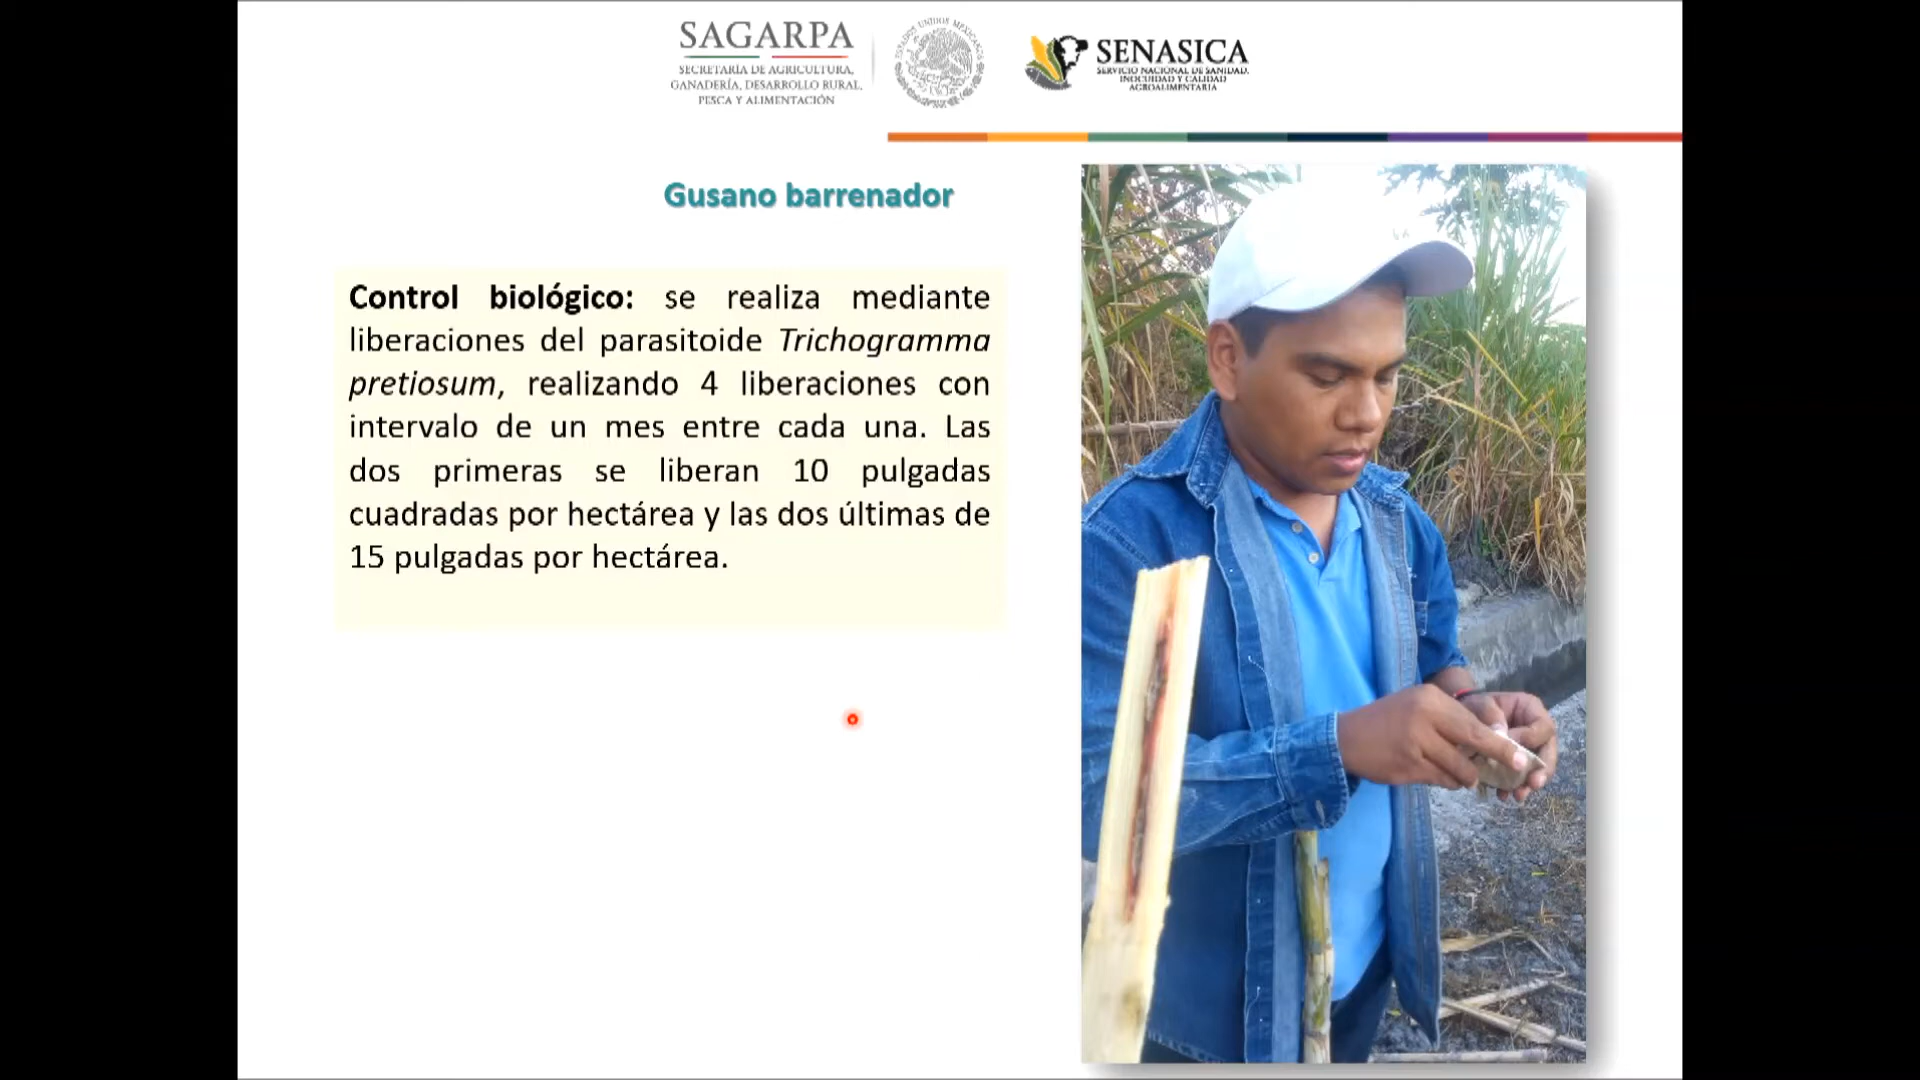 SAGARPA
SECRETARÍA DE AGRICULTURA,
GANADERÍA, DESARROLLO RURAL,
PESCA Y ALIMENTACIÓN
ESTADOS UNIDOS MEXICANOS
SENASICA
SERVICIO NACIONAL DE SANIDAD,
INOCUIDAD Y CALIDAD
AGROALIMENTARIA
Gusano barrenador
Control biológico: se realiza mediante
liberaciones del parasitoide Trichogramma
pretiosum, realizando 4 liberaciones con
intervalo de un mes entre cada una. Las
dos primeras se liberan 10 pulgadas
cuadradas por hectárea y las dos últimas de
15 pulgadas por hectárea.